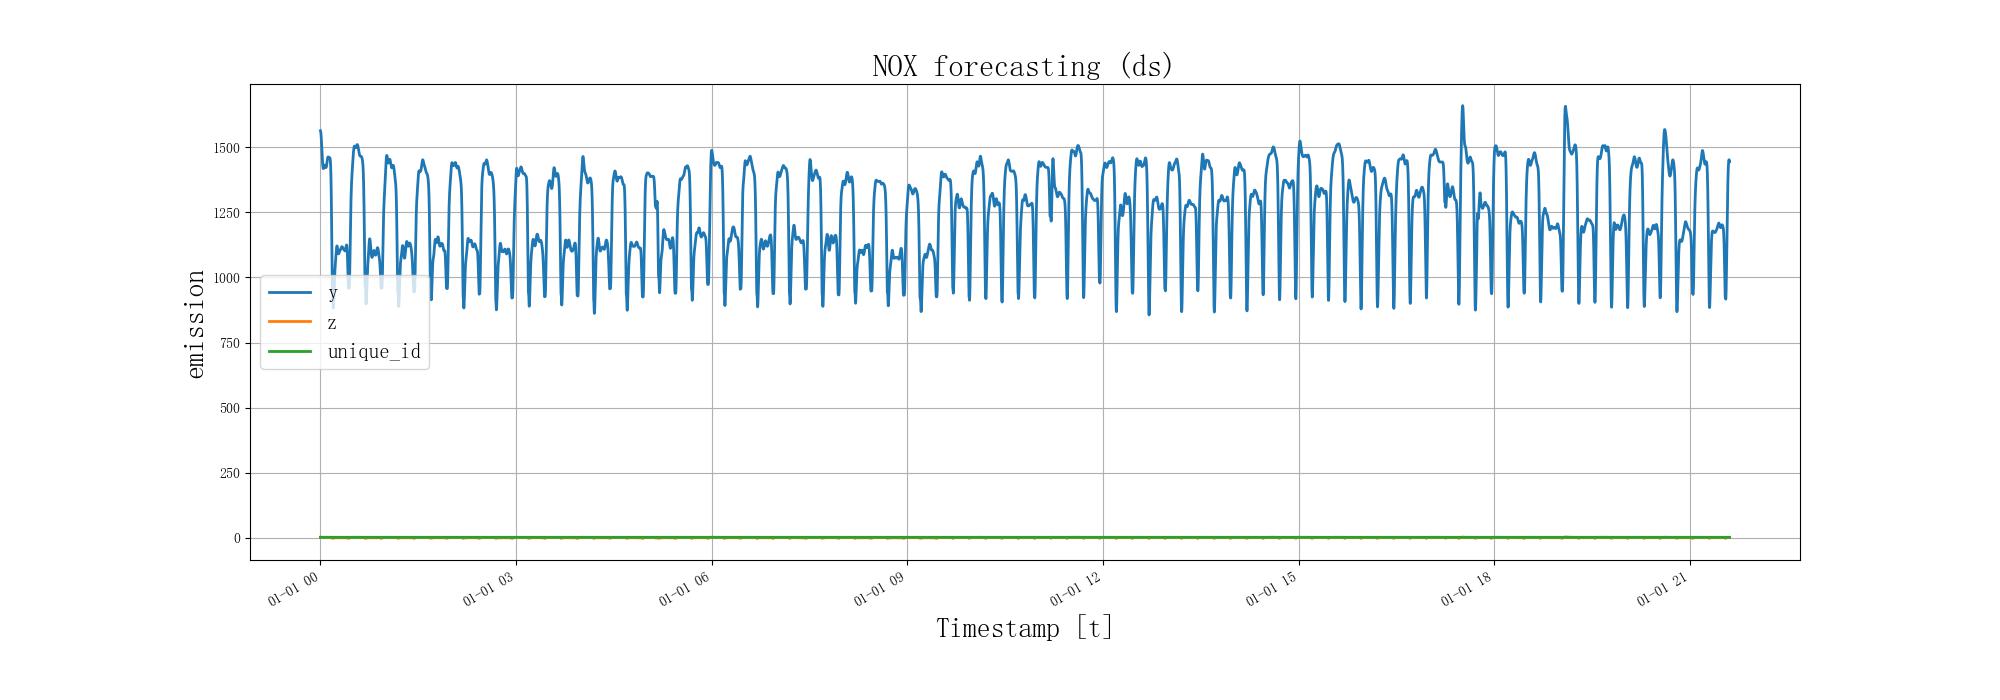 NOX forecasting (ds)
emission
1500
1250
1000
750
500
250
0
y
z
unique_id
01-01 00
01-01 03
01-01 06
01-01 09
01-01 12
01-01 15
01-01 18
01-01 21
Timestamp [t]